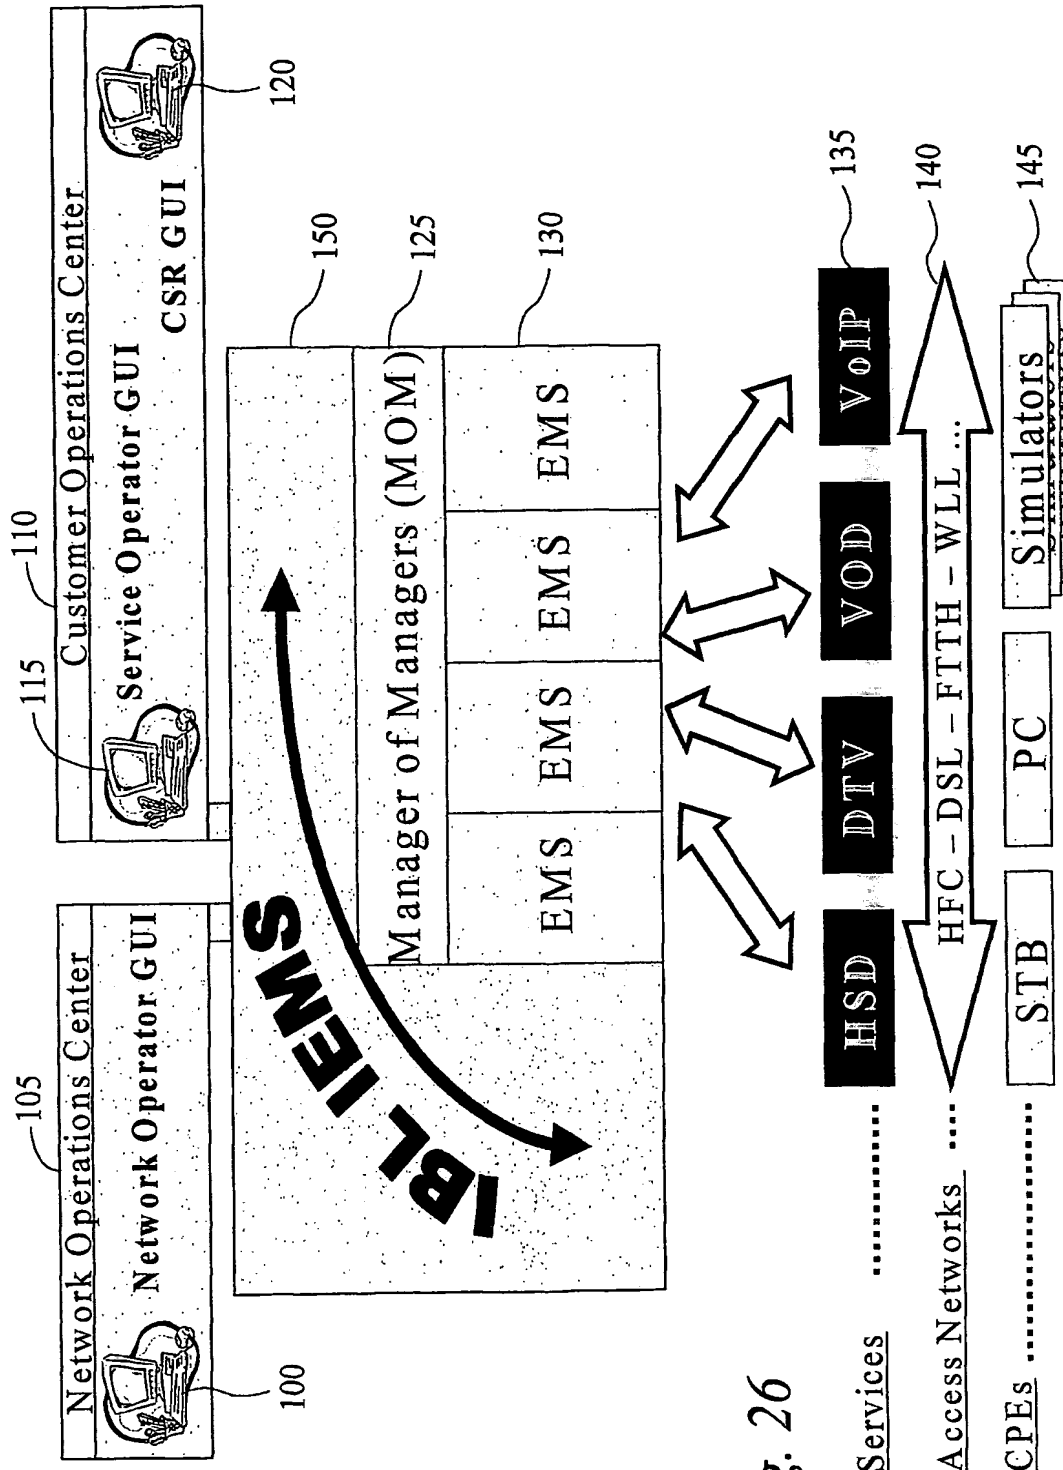 105
110
Network Operations Center
Customer Operations Center
115
Network Operator GUI
Service Operator GUI
CSR GUI
100
120
IBL IEMS
150
Manager of Managers (MOM)
125
EMS EMS EMS EMS
130
Services
HSD DTV VOD VoIP
135
Access Networks
HFC – DSL – FTTH – WLL ...
140
CPEs
STB PC Simulators
145
g. 26